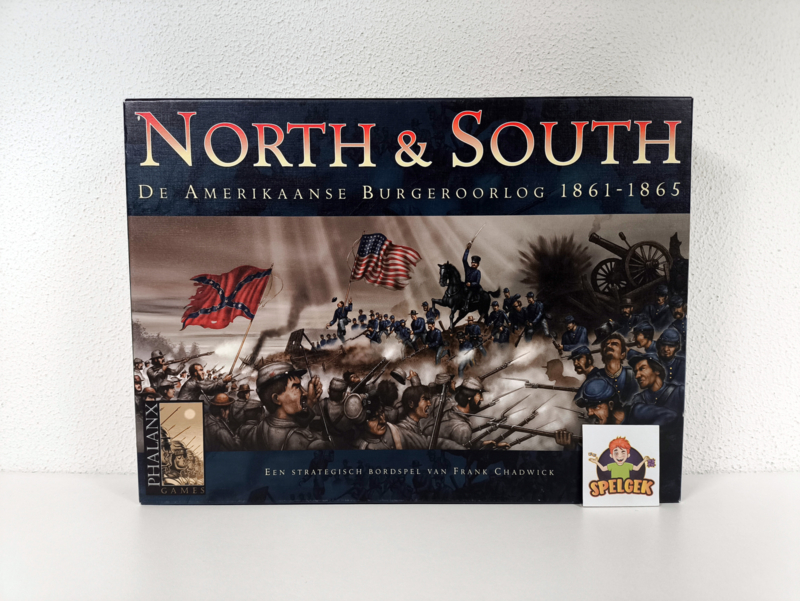 NORTH & SOUTH
DE AMERIKAANSE BURGEROORLOG 1861-1865
PHALANX
GAMES
EEN STRATEGISCH BORDSPEL VAN FRANK CHADWICK
SPELGEK